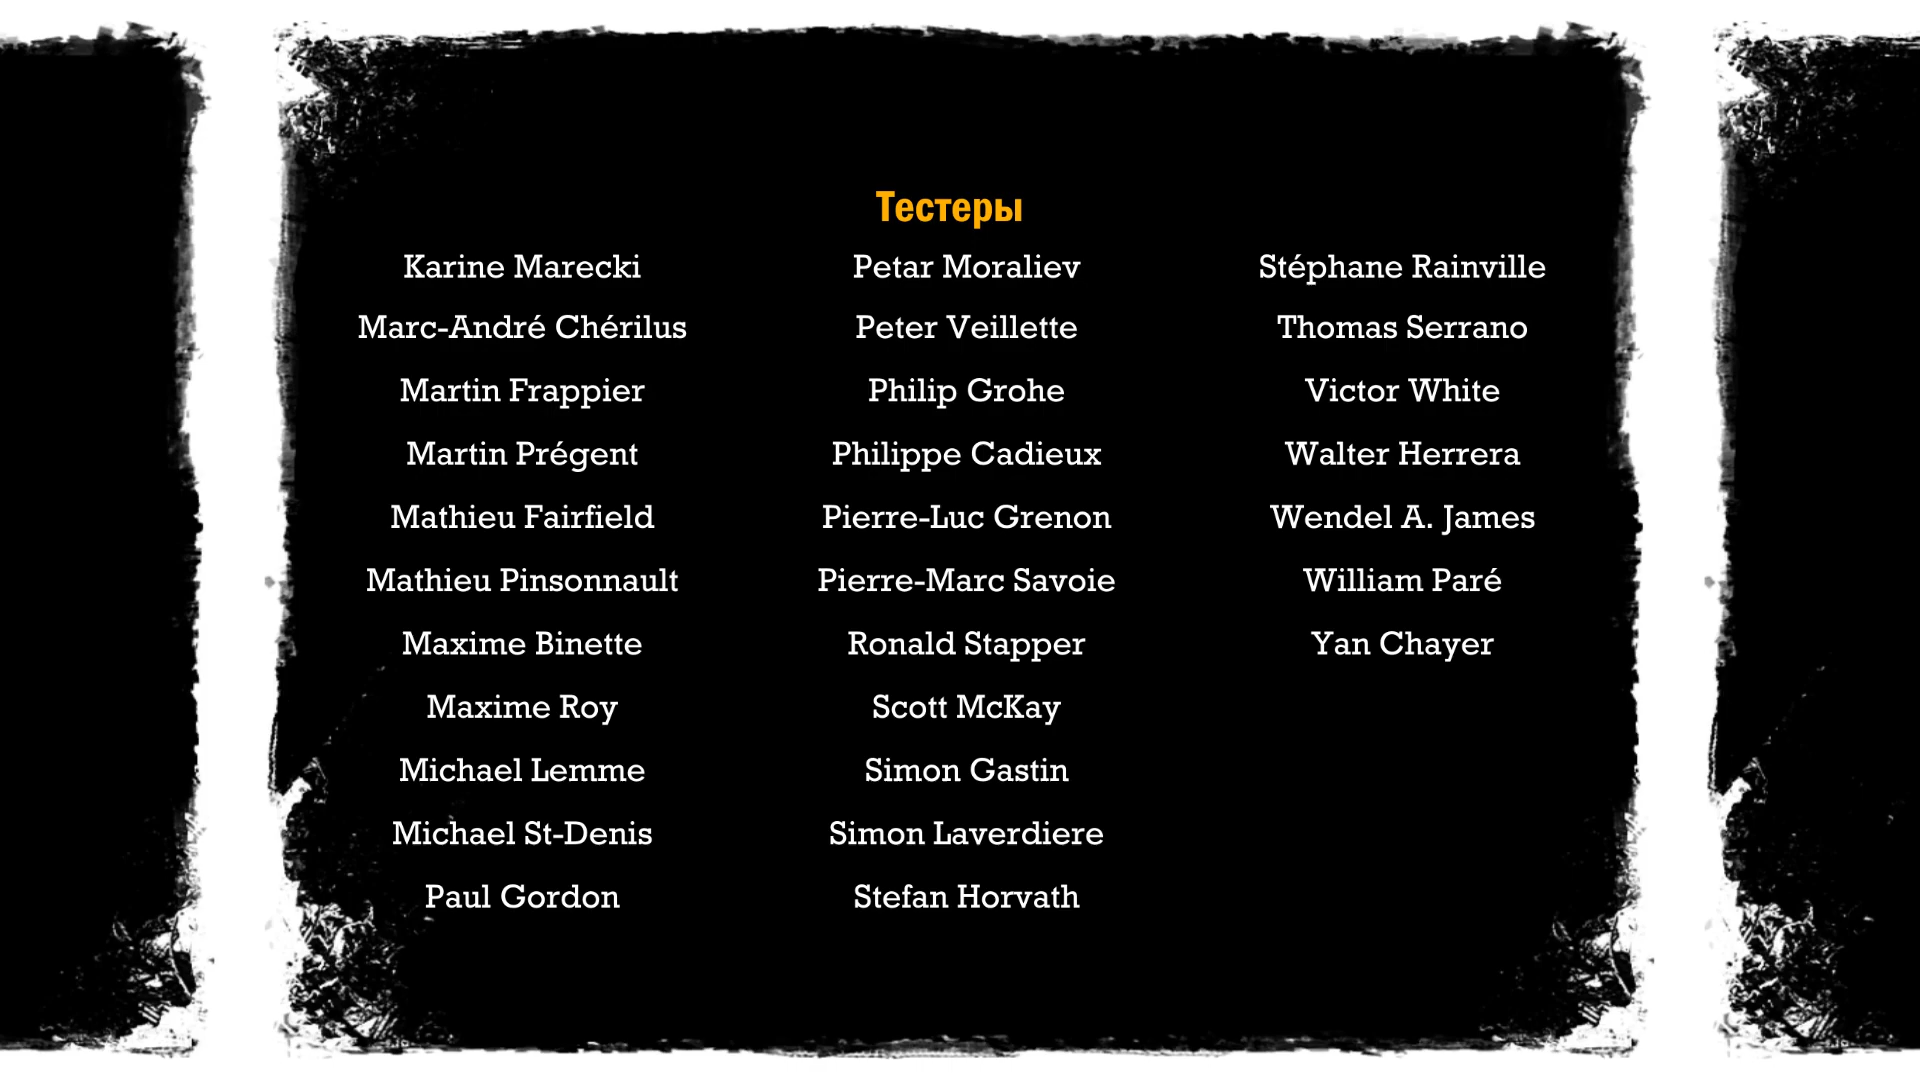 Тестеры
Karine Marecki
Marc-André Chérilus
Martin Frappier
Martin Prégent
Mathieu Fairfield
Mathieu Pinsonnault
Maxime Binette
Maxime Roy
Michael Lemme
Michael St-Denis
Paul Gordon
Petar Moraliev
Peter Veillette
Philip Grohe
Philippe Cadieux
Pierre-Luc Grenon
Pierre-Marc Savoie
Ronald Stapper
Scott McKay
Simon Gastin
Simon Laverdiere
Stefan Horvath
Stéphane Rainville
Thomas Serrano
Victor White
Walter Herrera
Wendel A. James
William Paré
Yan Chayer